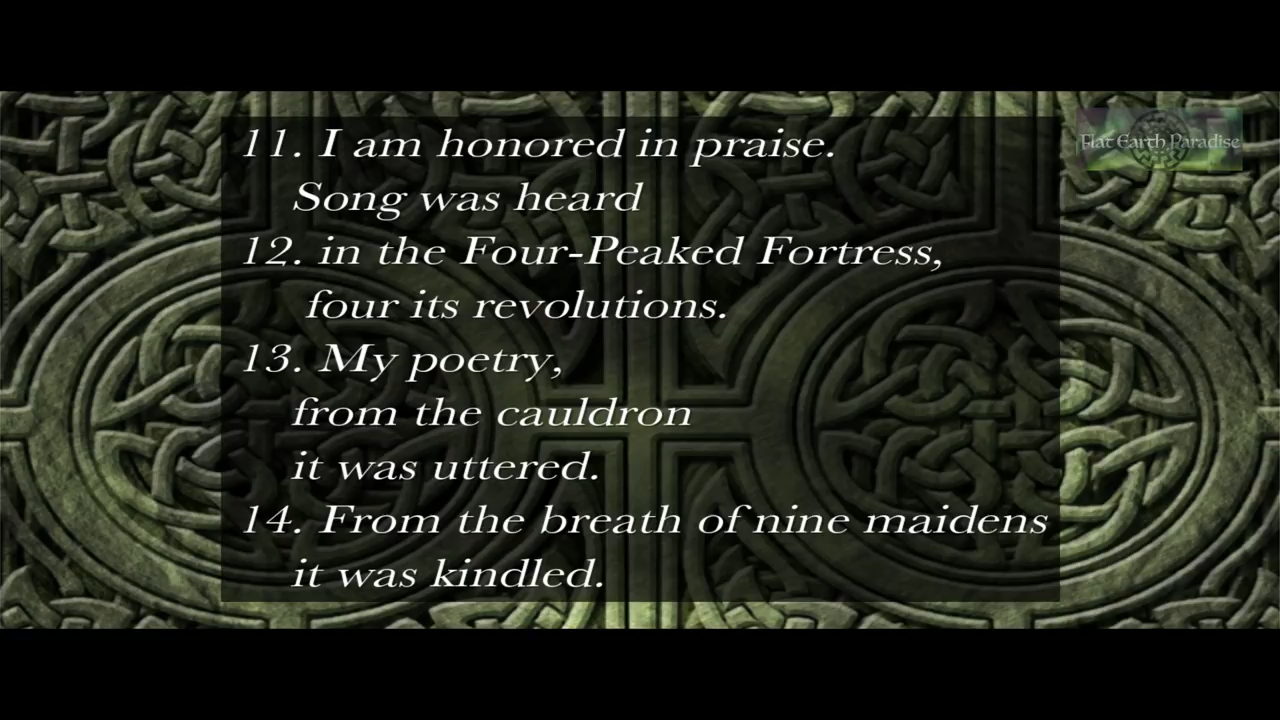 Flat Earth Paradise
11. I am honored in praise.
Song was heard
12. in the Four-Peaked Fortress,
four its revolutions.
13. My poetry,
from the cauldron
it was uttered.
14. From the breath of nine maidens
it was kindled.